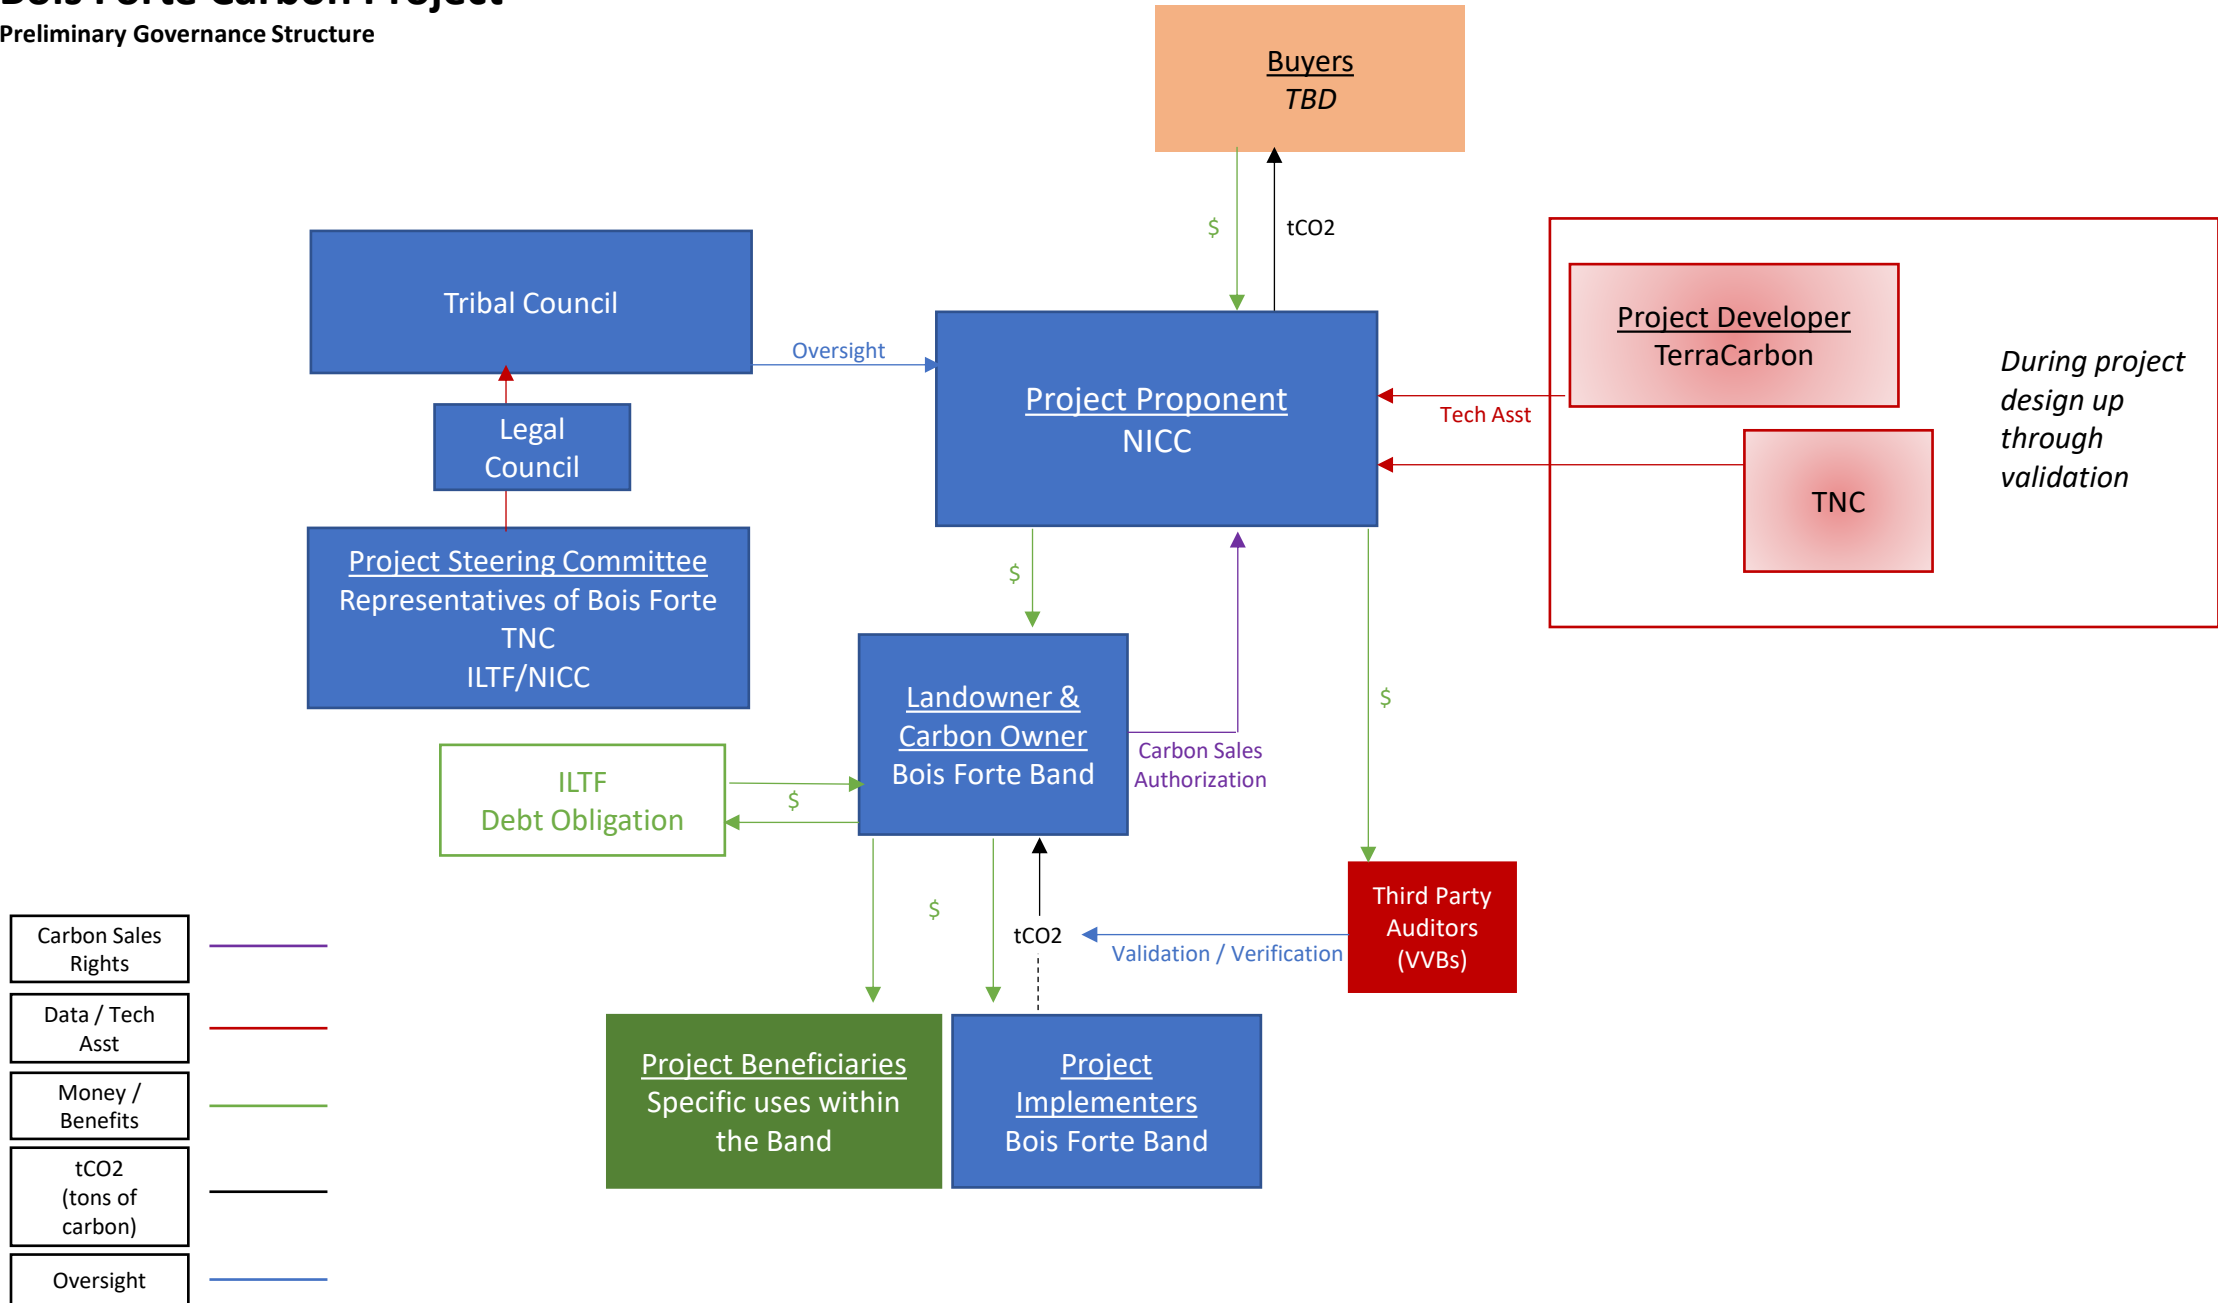 Bois Forte Carbon Project
Preliminary Governance Structure
Buyers
TBD
$
tCO2
Tribal Council
Oversight
Legal
Council
Project Steering Committee
Representatives of Bois Forte
TNC
ILTF/NICC
Project Proponent
NICC
Project Developer
TerraCarbon
Tech Asst
TNC
During project
design up
through
validation
$
$
Landowner &
Carbon Owner
Bois Forte Band
Carbon Sales
Authorization
ILTF
Debt Obligation
$
$
tCO2
Validation / Verification
Third Party
Auditors
(VVBs)
Project Beneficiaries
Specific uses within
the Band
Project
Implementers
Bois Forte Band
Carbon Sales
Rights
Data / Tech
Asst
Money /
Benefits
tCO2
(tons of
carbon)
Oversight